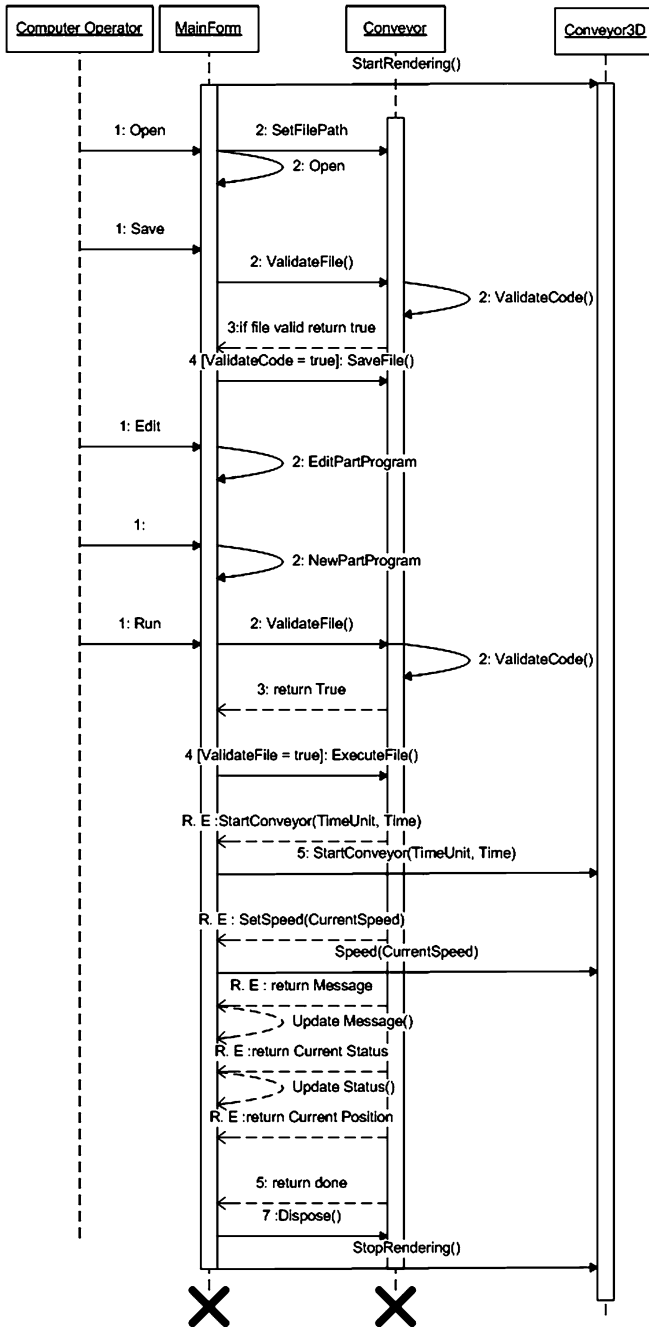 Computer Operator
MainForm
Conveyor
Conveyor3D
StartRendering()
1: Open
2: SetFilePath
2: Open
1: Save
2: ValidateFile()
2: ValidateCode()
3:if file valid return true
4 [ValidateCode = true]: SaveFile()
1: Edit
2: EditPartProgram
1:
2: NewPartProgram
1: Run
2: ValidateFile()
2: ValidateCode()
3: return True
4 [ValidateFile = true]: ExecuteFile()
R. E :StartConveyor(TimeUnit, Time)
5: StartConveyor(TimeUnit, Time)
R. E : SetSpeed(CurrentSpeed)
Speed(CurrentSpeed)
R. E : return Message
Update Message()
R. E :return Current Status
Update Status()
R. E :return Current Position
5: return done
7 :Dispose()
StopRendering()